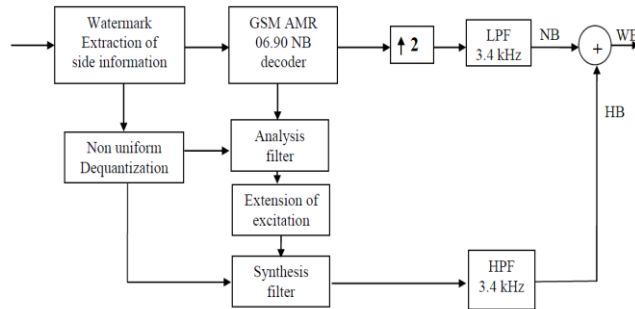 Watermark
Extraction of
side information
GSM AMR
06.90 NB
decoder
↑ 2
LPF
3.4 kHz
NB
+
WB
HB
Non uniform
Dequantization
Analysis
filter
Extension of
excitation
Synthesis
filter
HPF
3.4 kHz